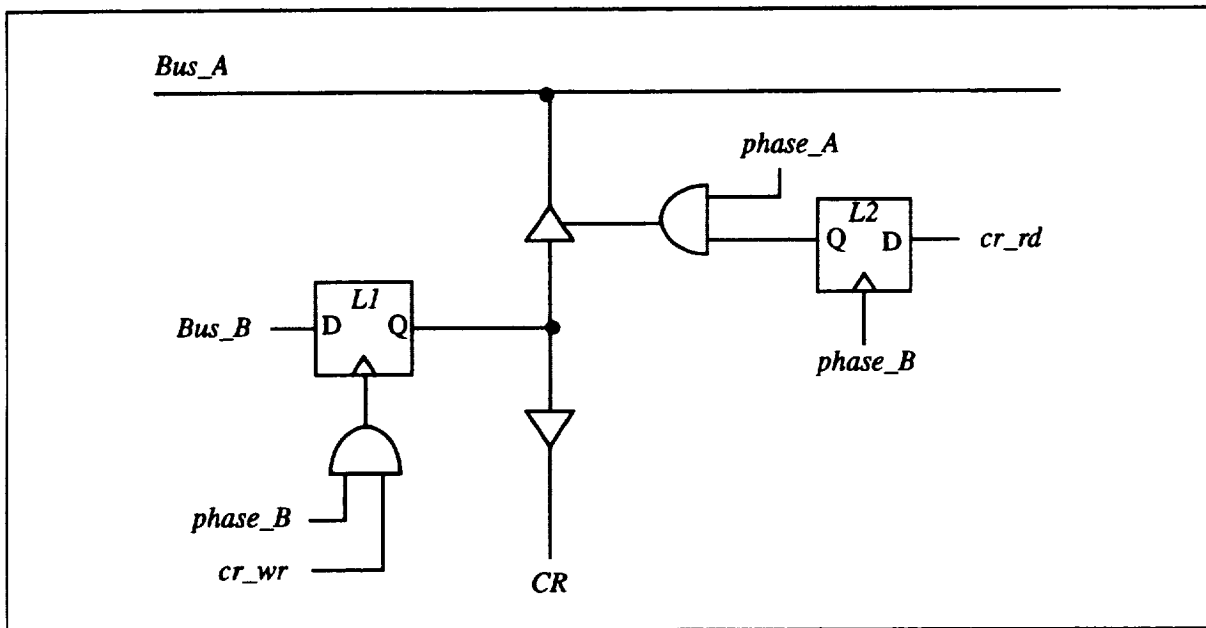 Bus_A
phase_A
L2
Q D
cr_rd
L1
Bus_B
D Q
phase_B
phase_B
cr_wr
CR